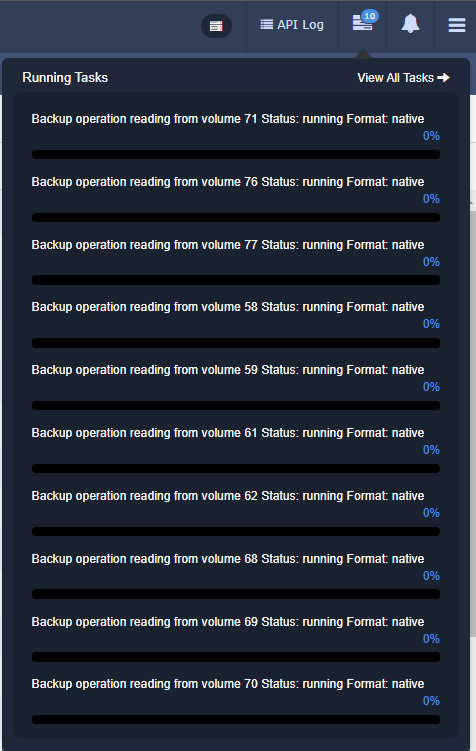 API Log
10
Running Tasks
View All Tasks
Backup operation reading from volume 71 Status: running Format: native
0%
Backup operation reading from volume 76 Status: running Format: native
0%
Backup operation reading from volume 77 Status: running Format: native
0%
Backup operation reading from volume 58 Status: running Format: native
0%
Backup operation reading from volume 59 Status: running Format: native
0%
Backup operation reading from volume 61 Status: running Format: native
0%
Backup operation reading from volume 62 Status: running Format: native
0%
Backup operation reading from volume 68 Status: running Format: native
0%
Backup operation reading from volume 69 Status: running Format: native
0%
Backup operation reading from volume 70 Status: running Format: native
0%